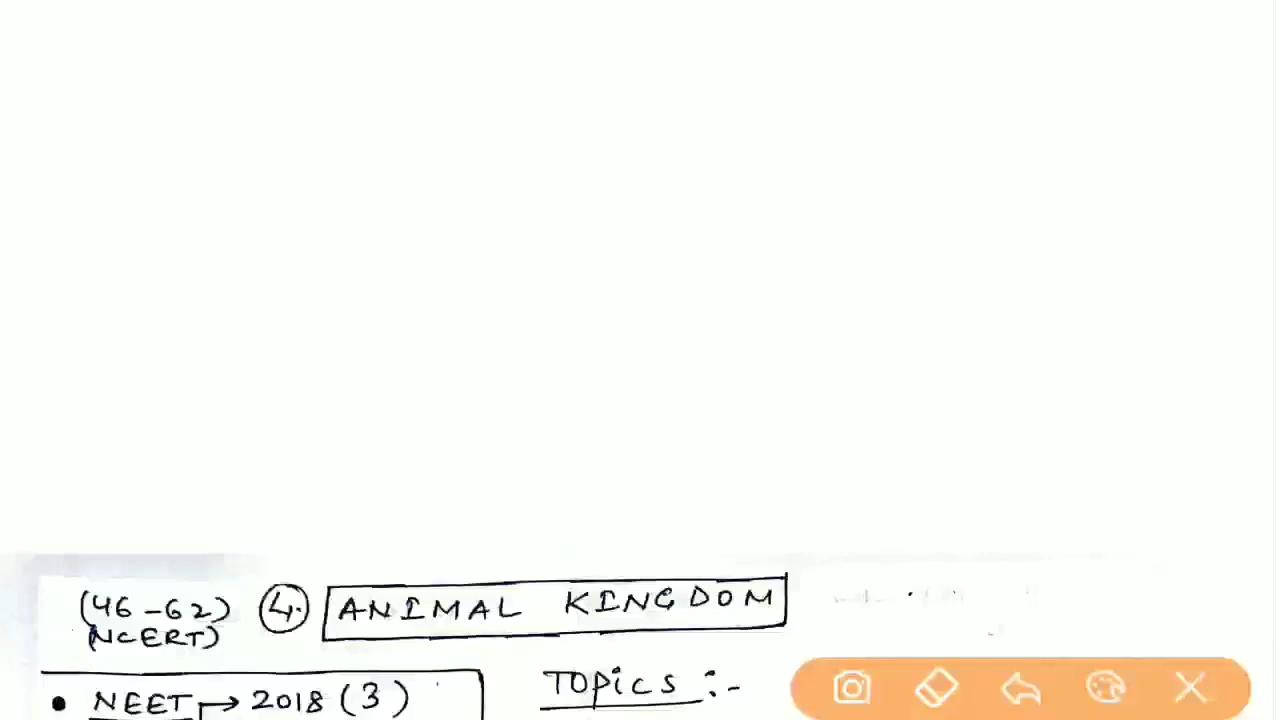 (46-62) ④. ANIMAL KINGDOM
NCERT)
TOPICS :-
• NEET → 2018 (3)